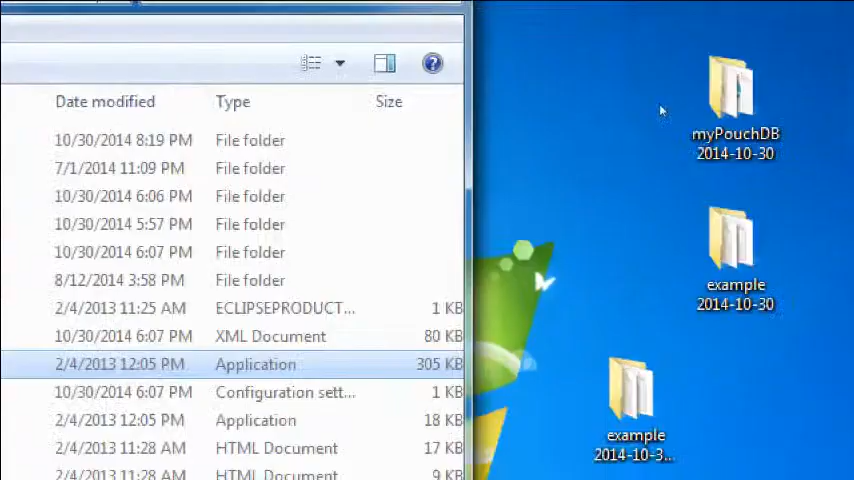 Date modified Type Size
10/30/2014 8:19 PM File folder
7/1/2014 11:09 PM File folder
10/30/2014 6:06 PM File folder
10/30/2014 5:57 PM File folder
10/30/2014 6:07 PM File folder
8/12/2014 3:58 PM File folder
2/4/2013 11:25 AM ECLIPSEPRODUCT... 1 KB
10/30/2014 6:07 PM XML Document 80 KB
2/4/2013 12:05 PM Application 305 KB
10/30/2014 6:07 PM Configuration sett... 1 KB
2/4/2013 12:05 PM Application 18 KB
2/4/2013 11:28 AM HTML Document 17 KB
2/4/2013 11:28 AM HTML Document 9 KB
myPouchDB
2014-10-30
example
2014-10-30
example
2014-10-3...